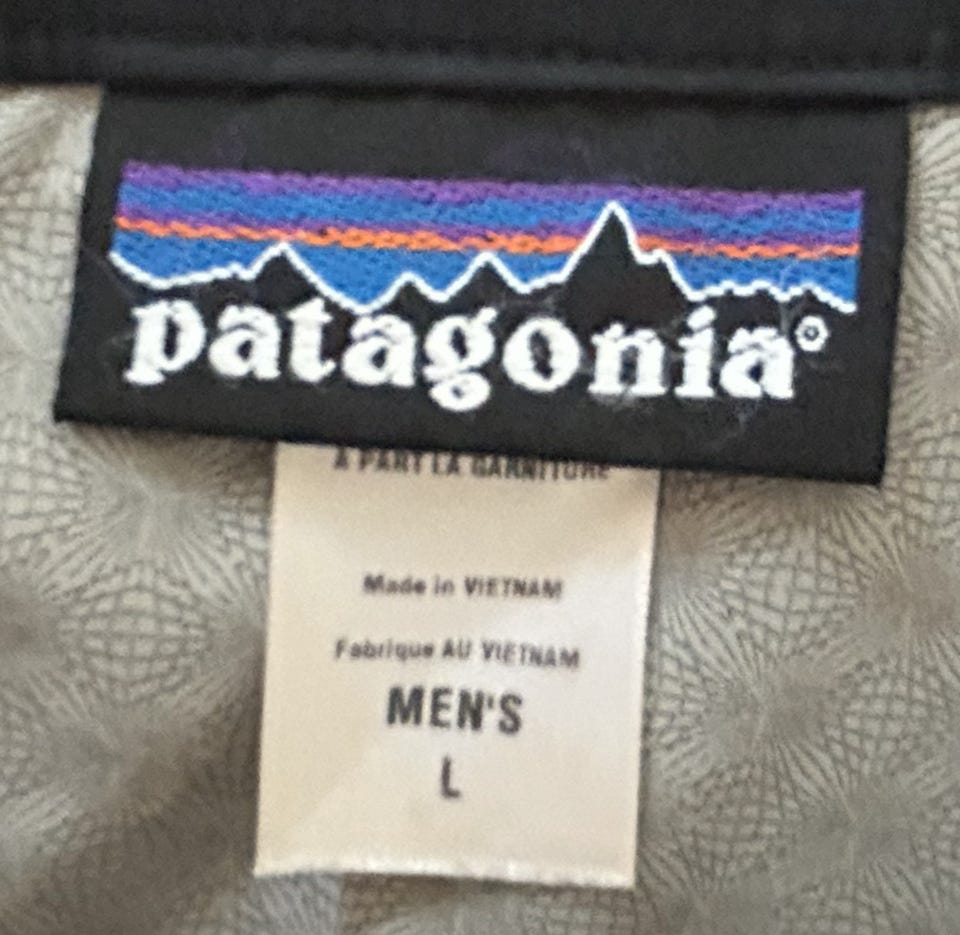 patagonia®
À PART LA GARNITURE
Made in VIETNAM
Fabriqué AU VIETNAM
MEN'S
L